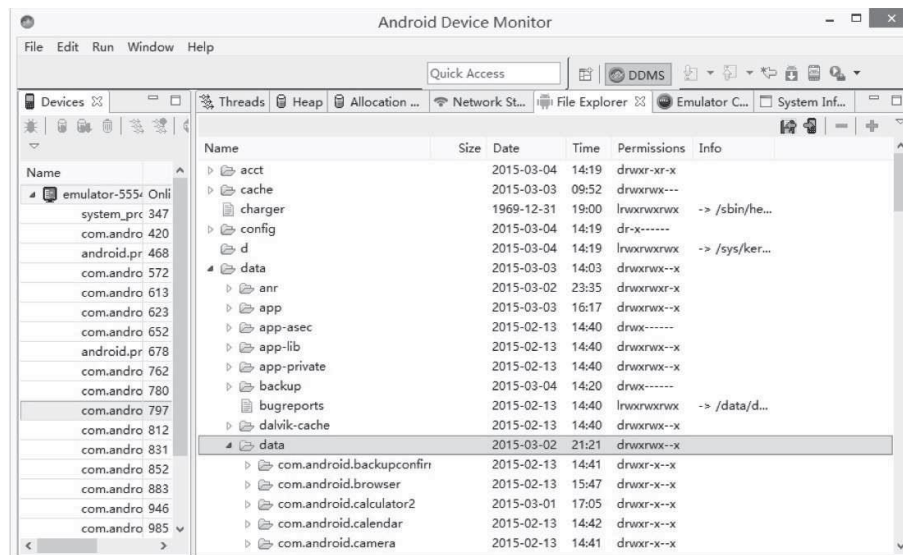 Android Device Monitor
File Edit Run Window Help
Quick Access DDMS
Devices
Name
emulator-5554 Onli
system_pro 347
com.andro 420
android.pr 468
com.andro 572
com.andro 613
com.andro 623
com.andro 652
android.pr 678
com.andro 762
com.andro 780
com.andro 797
com.andro 812
com.andro 831
com.andro 852
com.andro 883
com.andro 946
com.andro 985
Threads Heap Allocation ... Network St... File Explorer Emulator C... System Inf...
Name Size Date Time Permissions Info
acct 2015-03-04 14:19 drwxr-xr-x
cache 2015-03-03 09:52 drwxrwx---
charger 1969-12-31 19:00 lrwxrwxrwx -> /sbin/he...
config 2015-03-04 14:19 dr-x------
d 2015-03-04 14:19 lrwxrwxrwx -> /sys/ker...
data 2015-03-03 14:03 drwxrwx--x
anr 2015-03-02 23:35 drwxrwxr-x
app 2015-03-03 16:17 drwxrwx--x
app-asec 2015-02-13 14:40 drwx------
app-lib 2015-02-13 14:40 drwxrwx--x
app-private 2015-02-13 14:40 drwxrwx--x
backup 2015-03-04 14:20 drwx------
bugreports 2015-02-13 14:40 lrwxrwxrwx -> /data/d...
dalvik-cache 2015-02-13 14:40 drwxrwx--x
data 2015-03-02 21:21 drwxrwx--x
com.android.backupconfirm 2015-02-13 14:41 drwxr-x--x
com.android.browser 2015-02-13 15:47 drwxr-x--x
com.android.calculator2 2015-03-01 17:05 drwxr-x--x
com.android.calendar 2015-02-13 14:42 drwxr-x--x
com.android.camera 2015-02-13 14:41 drwxr-x--x